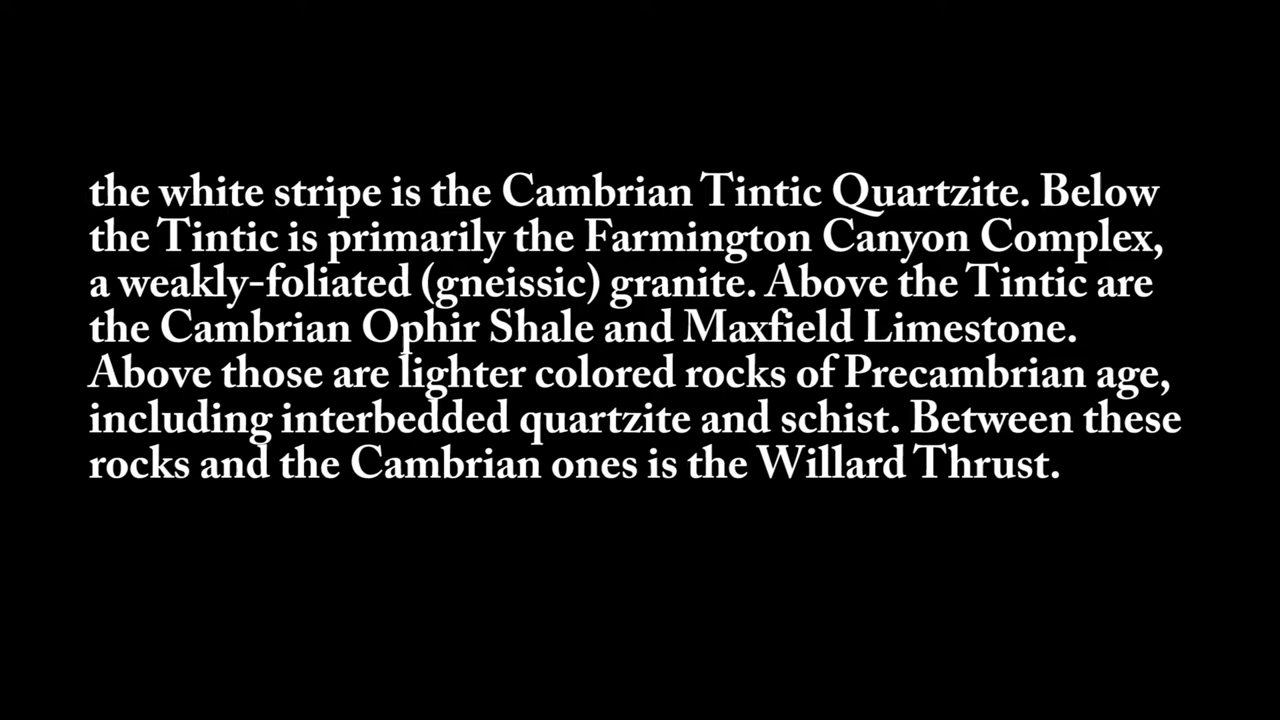 the white stripe is the Cambrian Tintic Quartzite. Below
the Tintic is primarily the Farmington Canyon Complex,
a weakly-foliated (gneissic) granite. Above the Tintic are
the Cambrian Ophir Shale and Maxfield Limestone.
Above those are lighter colored rocks of Precambrian age,
including interbedded quartzite and schist. Between these
rocks and the Cambrian ones is the Willard Thrust.